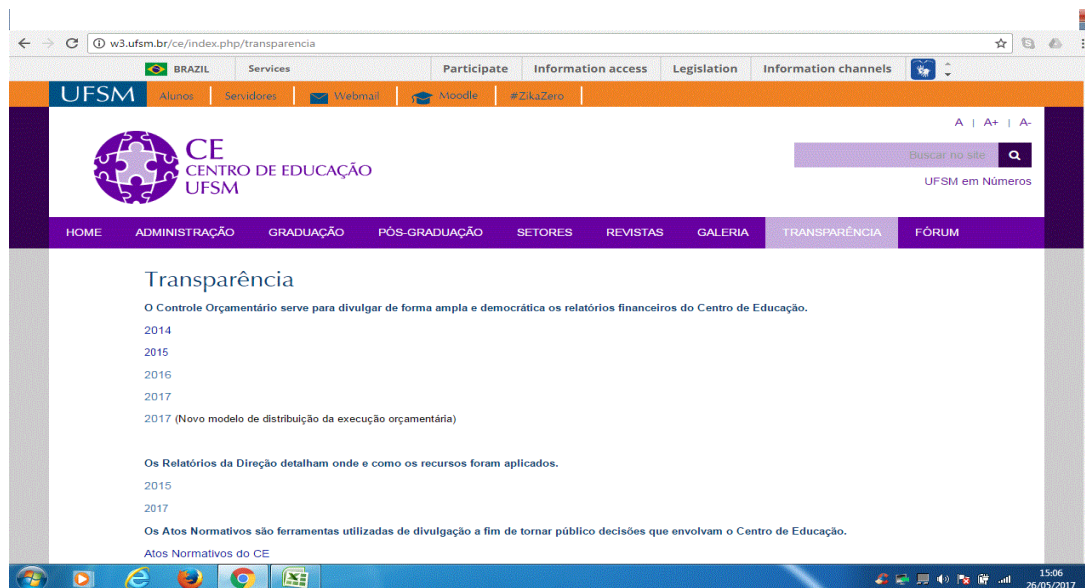 w3.ufsm.br/ce/index.php/transparencia
BRAZIL Services Participate Information access Legislation Information channels
UFSM Alunos Servidores Webmail Moodle #ZikaZero
A | A+ | A-
CE
CENTRO DE EDUCAÇÃO
UFSM
Buscar no site
UFSM em Números
HOME ADMINISTRAÇÃO GRADUAÇÃO PÓS-GRADUAÇÃO SETORES REVISTAS GALERIA TRANSPARÊNCIA FÓRUM
Transparência
O Controle Orçamentário serve para divulgar de forma ampla e democrática os relatórios financeiros do Centro de Educação.
2014
2015
2016
2017
2017 (Novo modelo de distribuição da execução orçamentária)
Os Relatórios da Direção detalham onde e como os recursos foram aplicados.
2015
2017
Os Atos Normativos são ferramentas utilizadas de divulgação a fim de tornar público decisões que envolvam o Centro de Educação.
Atos Normativos do CE
15:06
26/05/2017